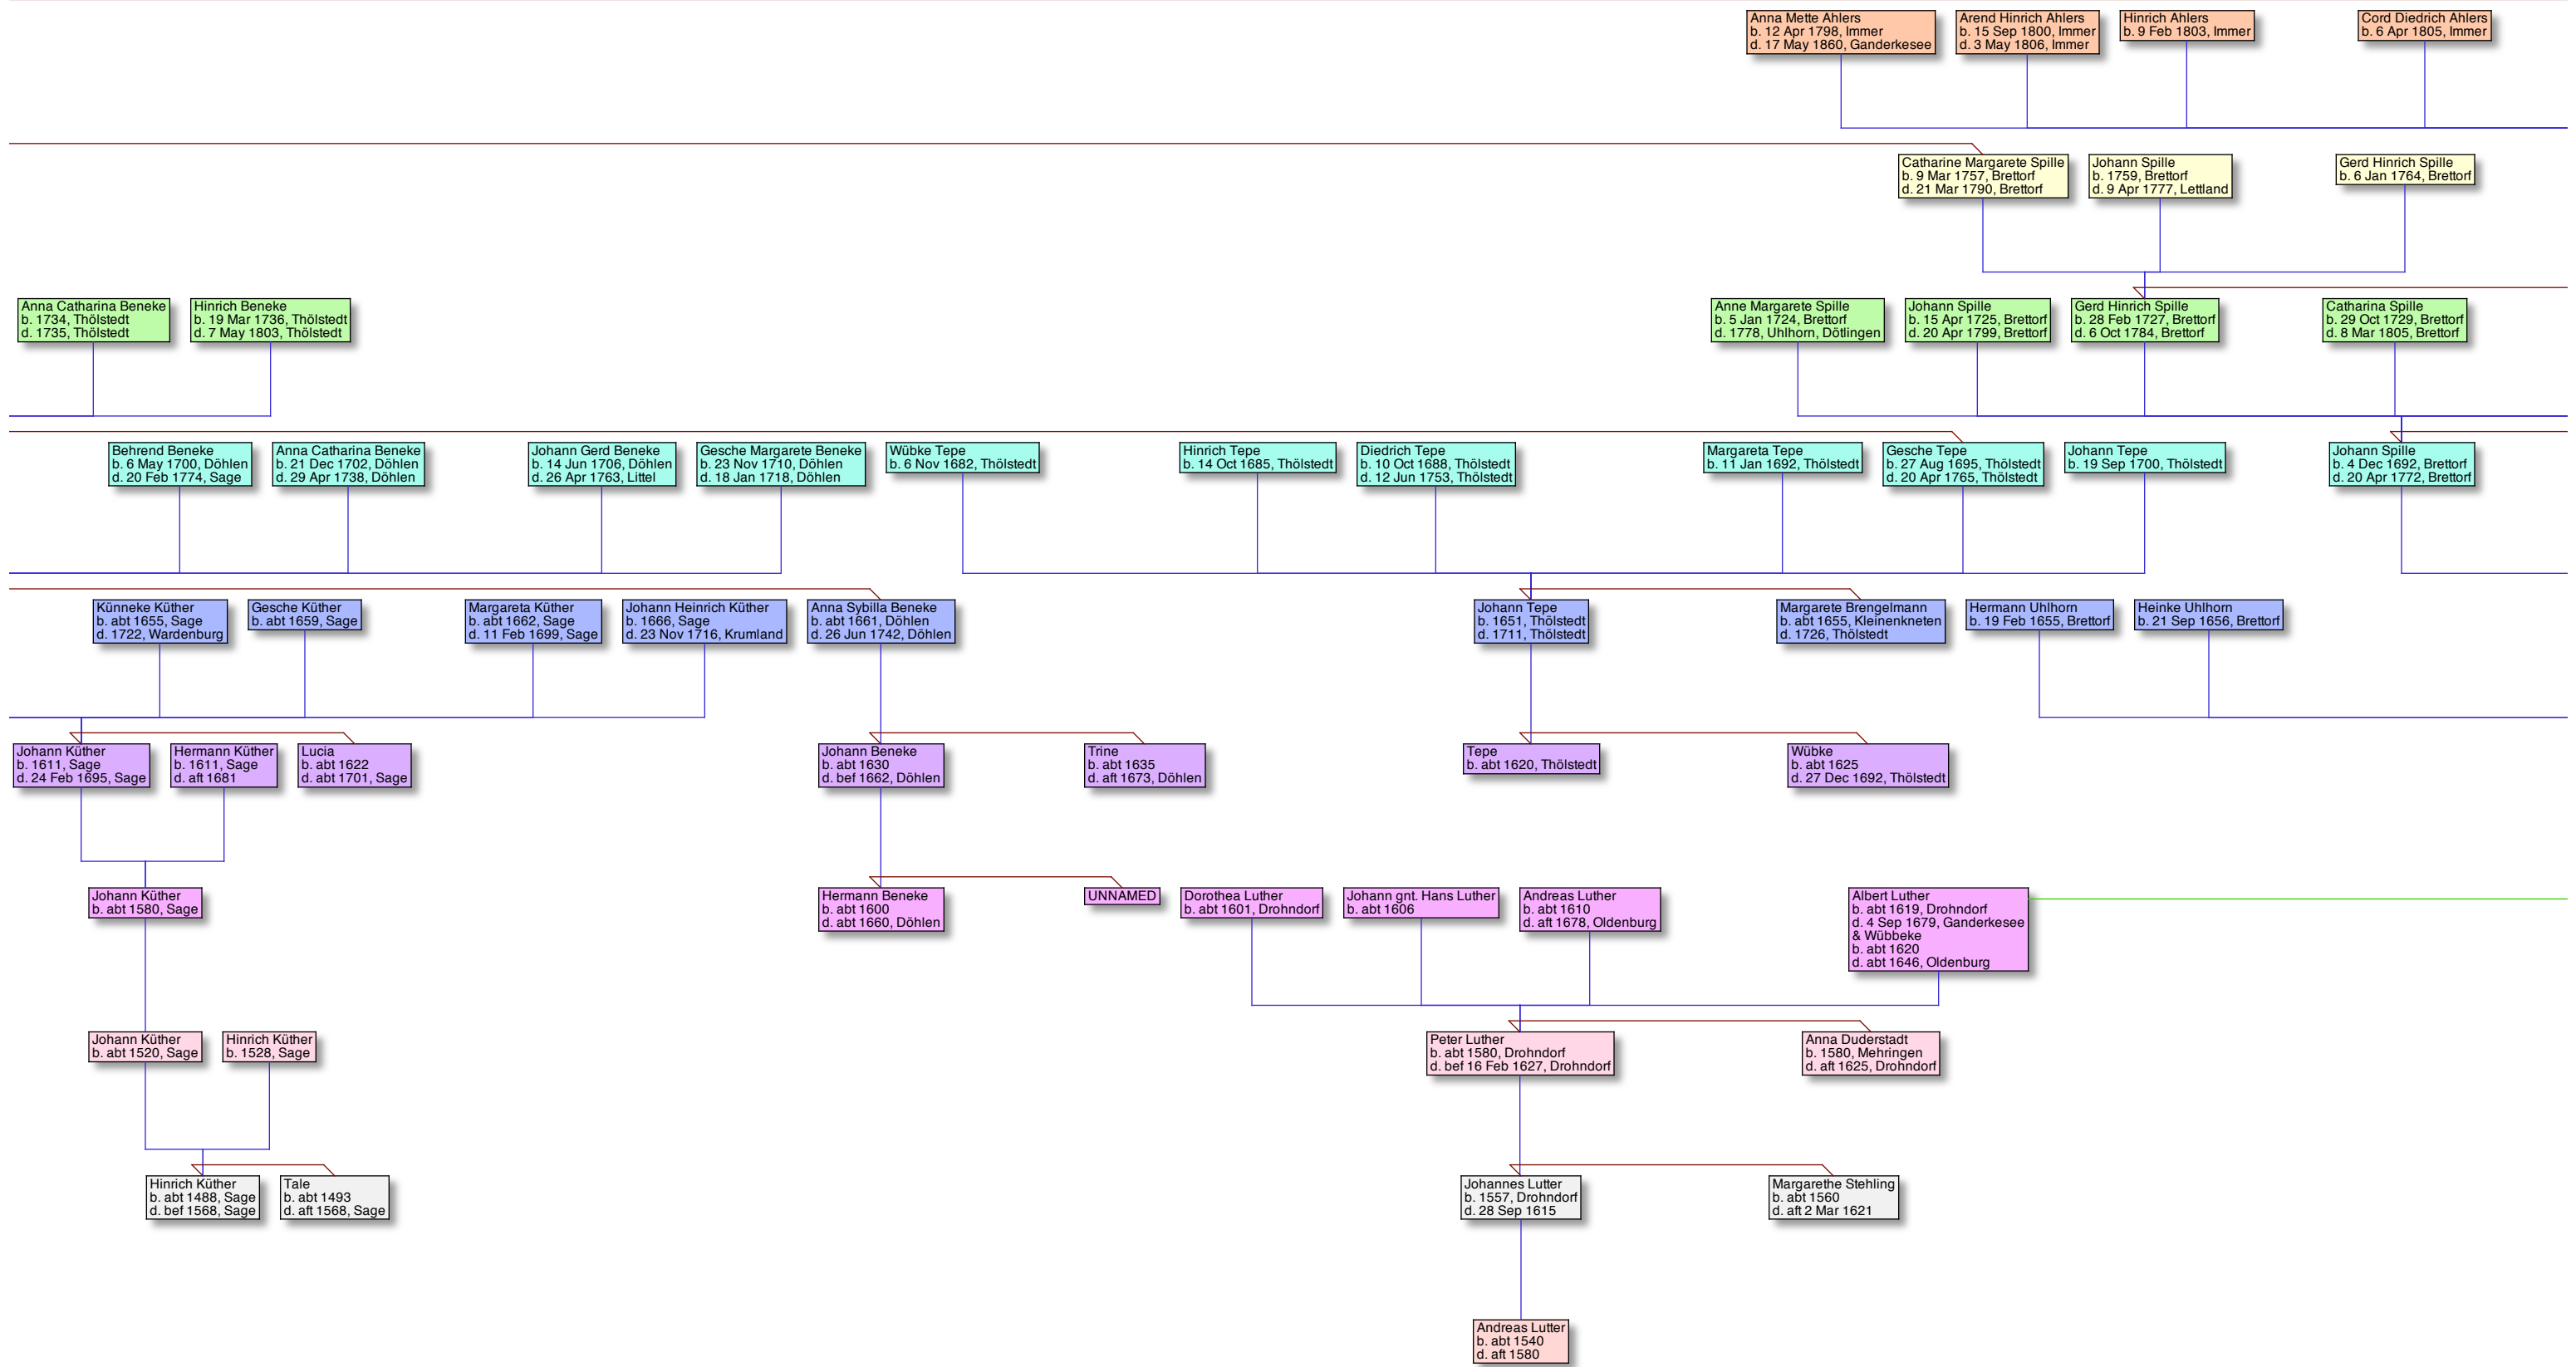 Anna Mette Ahlers
b. 12 Apr 1798, Immer
d. 17 May 1860, Ganderkesee
Arend Hinrich Ahlers
b. 15 Sep 1800, Immer
d. 3 May 1806, Immer
Hinrich Ahlers
b. 9 Feb 1803, Immer
Cord Diedrich Ahlers
b. 6 Apr 1805, Immer
Catharine Margarete Spille
b. 9 Mar 1757, Brettorf
d. 21 Mar 1790, Brettorf
Johann Spille
b. 1759, Brettorf
d. 9 Apr 1777, Lettland
Gerd Hinrich Spille
b. 6 Jan 1764, Brettorf
Anna Catharina Beneke
b. 1734, Thölstedt
d. 1735, Thölstedt
Hinrich Beneke
b. 19 Mar 1736, Thölstedt
d. 7 May 1803, Thölstedt
Anne Margarete Spille
b. 5 Jan 1724, Brettorf
d. 1778, Uhlhorn, Dötlingen
Johann Spille
b. 15 Apr 1725, Brettorf
d. 20 Apr 1799, Brettorf
Gerd Hinrich Spille
b. 28 Feb 1727, Brettorf
d. 6 Oct 1784, Brettorf
Catharina Spille
b. 29 Oct 1729, Brettorf
d. 8 Mar 1805, Brettorf
Behrend Beneke
b. 6 May 1700, Döhlen
d. 20 Feb 1774, Sage
Anna Catharina Beneke
b. 21 Dec 1702, Döhlen
d. 29 Apr 1738, Döhlen
Johann Gerd Beneke
b. 14 Jun 1706, Döhlen
d. 26 Apr 1763, Littel
Gesche Margarete Beneke
b. 23 Nov 1710, Döhlen
d. 18 Jan 1718, Döhlen
Wübke Tepe
b. 6 Nov 1682, Thölstedt
Hinrich Tepe
b. 14 Oct 1685, Thölstedt
Diedrich Tepe
b. 10 Oct 1688, Thölstedt
d. 12 Jun 1753, Thölstedt
Margareta Tepe
b. 11 Jan 1692, Thölstedt
Gesche Tepe
b. 27 Aug 1695, Thölstedt
d. 20 Apr 1765, Thölstedt
Johann Tepe
b. 19 Sep 1700, Thölstedt
Johann Spille
b. 4 Dec 1692, Brettorf
d. 20 Apr 1772, Brettorf
Künneke Küther
b. abt 1655, Sage
d. 1722, Wardenburg
Gesche Küther
b. abt 1659, Sage
Margareta Küther
b. abt 1662, Sage
d. 11 Feb 1699, Sage
Johann Heinrich Küther
b. 1666, Sage
d. 23 Nov 1716, Krumland
Anna Sybilla Beneke
b. abt 1661, Döhlen
d. 26 Jun 1742, Döhlen
Johann Tepe
b. 1651, Thölstedt
d. 1711, Thölstedt
Margarete Brengelmann
b. abt 1655, Kleinenkneten
d. 1726, Thölstedt
Hermann Uhlhorn
b. 19 Feb 1655, Brettorf
Heinke Uhlhorn
b. 21 Sep 1656, Brettorf
Johann Küther
b. 1611, Sage
d. 24 Feb 1695, Sage
Hermann Küther
b. 1611, Sage
d. aft 1681
Lucia
b. abt 1622
d. abt 1701, Sage
Johann Beneke
b. abt 1630
d. bef 1662, Döhlen
Trine
b. abt 1635
d. aft 1673, Döhlen
Tepe
b. abt 1620, Thölstedt
Wübke
b. abt 1625
d. 27 Dec 1692, Thölstedt
Johann Küther
b. abt 1580, Sage
Hermann Beneke
b. abt 1600
d. abt 1660, Döhlen
UNNAMED
Dorothea Luther
b. abt 1601, Drohndorf
Johann gnt. Hans Luther
b. abt 1606
Andreas Luther
b. abt 1610
d. aft 1678, Oldenburg
Albert Luther
b. abt 1619, Drohndorf
d. 4 Sep 1679, Ganderkesee
& Wübbeke
b. abt 1620
d. abt 1646, Oldenburg
Johann Küther
b. abt 1520, Sage
Hinrich Küther
b. 1528, Sage
Peter Luther
b. abt 1580, Drohndorf
d. bef 16 Feb 1627, Drohndorf
Anna Duderstadt
b. 1580, Mehringen
d. aft 1625, Drohndorf
Hinrich Küther
b. abt 1488, Sage
d. bef 1568, Sage
Tale
b. abt 1493
d. aft 1568, Sage
Johannes Lutter
b. 1557, Drohndorf
d. 28 Sep 1615
Margarethe Stehling
b. abt 1560
d. aft 2 Mar 1621
Andreas Lutter
b. abt 1540
d. aft 1580